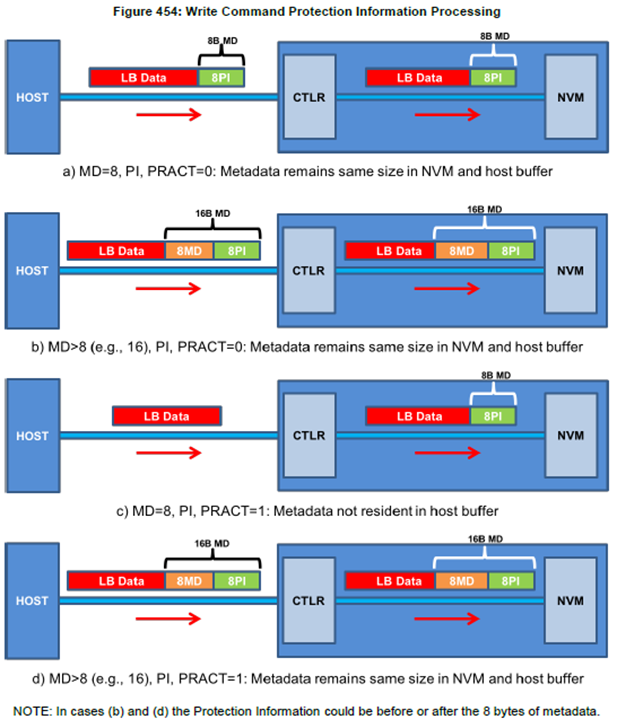 Figure 454: Write Command Protection Information Processing
8B MD
8B MD
HOST
LB Data
8PI
CTLR
LB Data
8PI
NVM
a) MD=8, PI, PRACT=0: Metadata remains same size in NVM and host buffer
16B MD
16B MD
HOST
LB Data
8MD
8PI
CTLR
LB Data
8MD
8PI
NVM
b) MD>8 (e.g., 16), PI, PRACT=0: Metadata remains same size in NVM and host buffer
8B MD
HOST
LB Data
CTLR
LB Data
8PI
NVM
c) MD=8, PI, PRACT=1: Metadata not resident in host buffer
16B MD
16B MD
HOST
LB Data
8MD
8PI
CTLR
LB Data
8MD
8PI
NVM
d) MD>8 (e.g., 16), PI, PRACT=1: Metadata remains same size in NVM and host buffer
NOTE: In cases (b) and (d) the Protection Information could be before or after the 8 bytes of metadata.